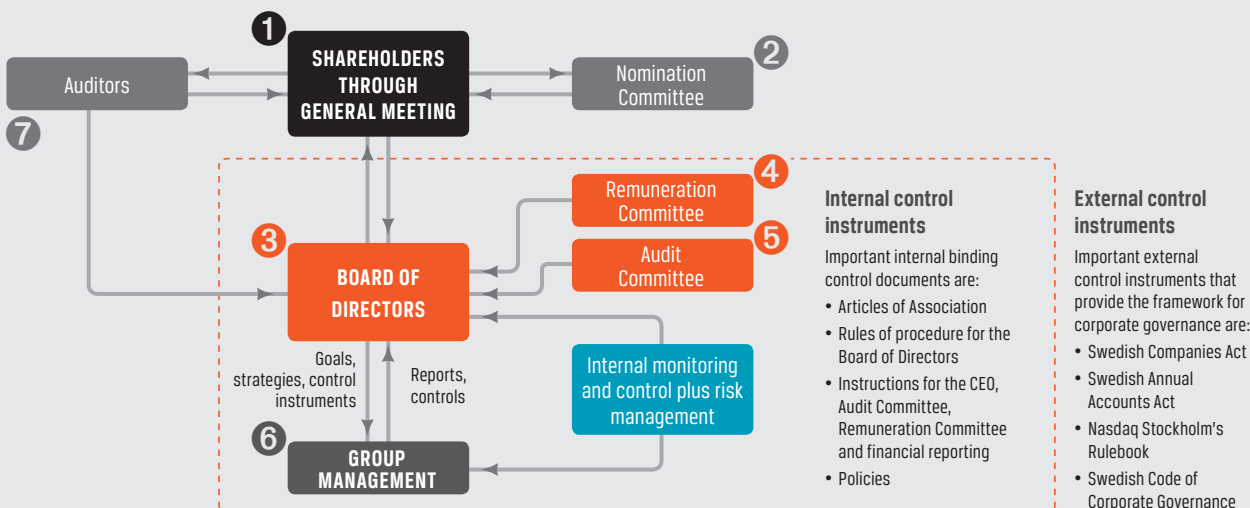 1
SHAREHOLDERS
THROUGH
GENERAL MEETING
Auditors
7
Nomination
Committee
2
Remuneration
Committee
4
Audit
Committee
5
3
BOARD OF
DIRECTORS
Goals,
strategies, control
instruments
Reports,
controls
Internal monitoring
and control plus risk
management
6
GROUP
MANAGEMENT
Internal control
instruments
Important internal binding
control documents are:
• Articles of Association
• Rules of procedure for the
Board of Directors
• Instructions for the CEO,
Audit Committee,
Remuneration Committee
and financial reporting
• Policies
External control
instruments
Important external
control instruments that
provide the framework for
corporate governance are:
• Swedish Companies Act
• Swedish Annual
Accounts Act
• Nasdaq Stockholm's
Rulebook
• Swedish Code of
Corporate Governance